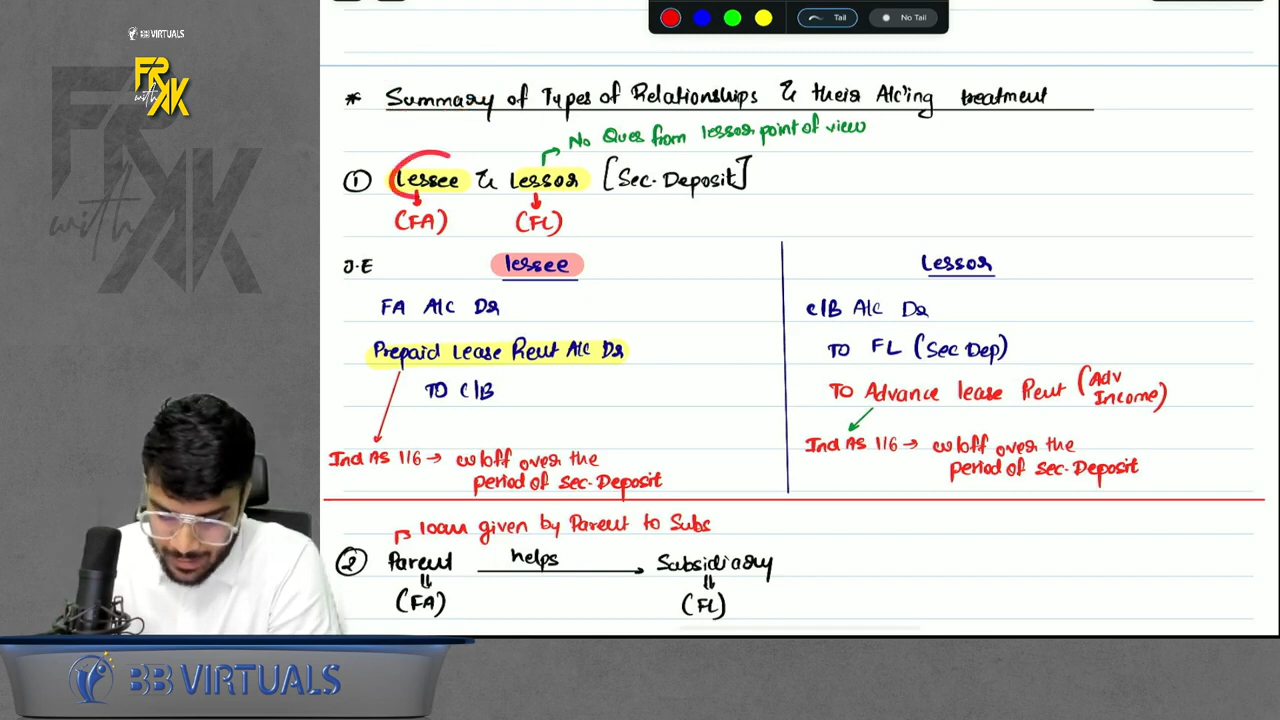 BB VIRTUALS
FR
with
AK
Tail
No Tail
* Summary of Types of Relationships & their A/c'ing treatment
No Ques from lessor point of view
① lessee & lessor [Sec. Deposit]
(FA) (FL)
J.E lessee
FA A/c Dr
Prepaid Lease Rent A/c Dr
TO C/B
Ind AS 116 → w/off over the
period of Sec. Deposit
Lessor
C/B A/c Dr
TO FL (Sec Dep)
TO Advance lease Rent (Adv Income)
Ind AS 116 → w/off over the
period of Sec. Deposit
loan given by Parent to Subs
② Parent helps Subsidiary
(FA) (FL)
BB VIRTUALS